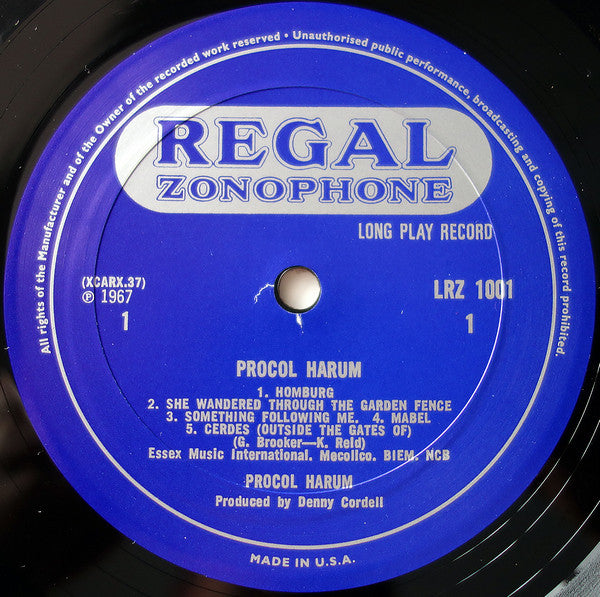 All rights of the Manufacturer and of the Owner of the recorded work reserved • Unauthorised public performance, broadcasting and copying of this record prohibited.
REGAL
ZONOPHONE
LONG PLAY RECORD
(XCARX.37)
℗ 1967
1
LRZ 1001
1
PROCOL HARUM
1. HOMBURG
2. SHE WANDERED THROUGH THE GARDEN FENCE
3. SOMETHING FOLLOWING ME. 4. MABEL
5. CERDES (OUTSIDE THE GATES OF)
(G. Brooker—K. Reid)
Essex Music International, Mecolico. BIEM. NCB
PROCOL HARUM
Produced by Denny Cordell
MADE IN U.S.A.